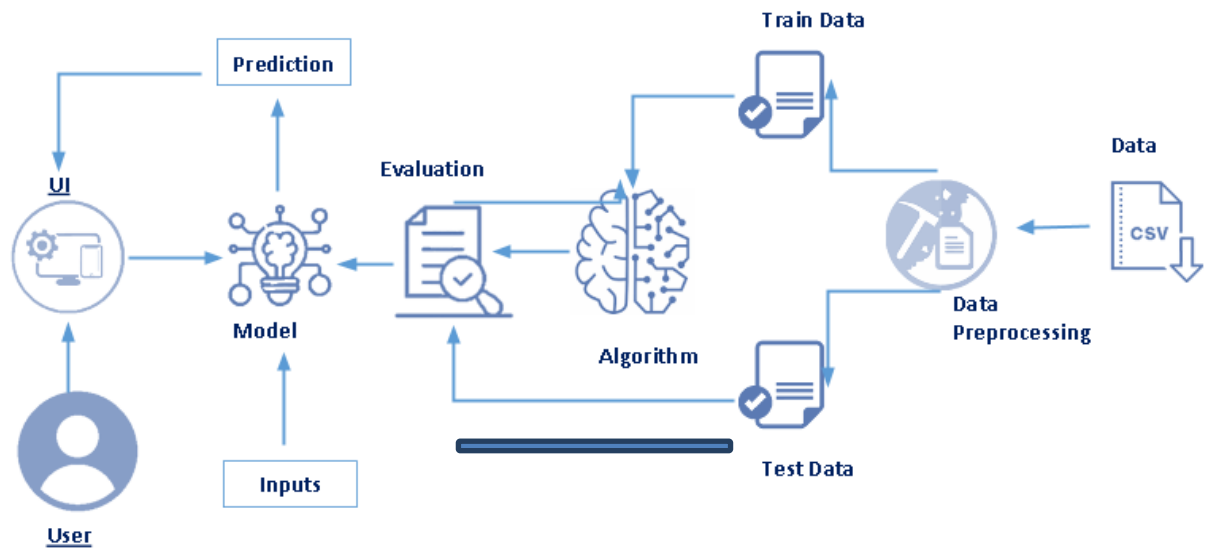 Train Data
Prediction
Data
Evaluation
UI
CSV
Data
Preprocessing
Model
Algorithm
Test Data
Inputs
User